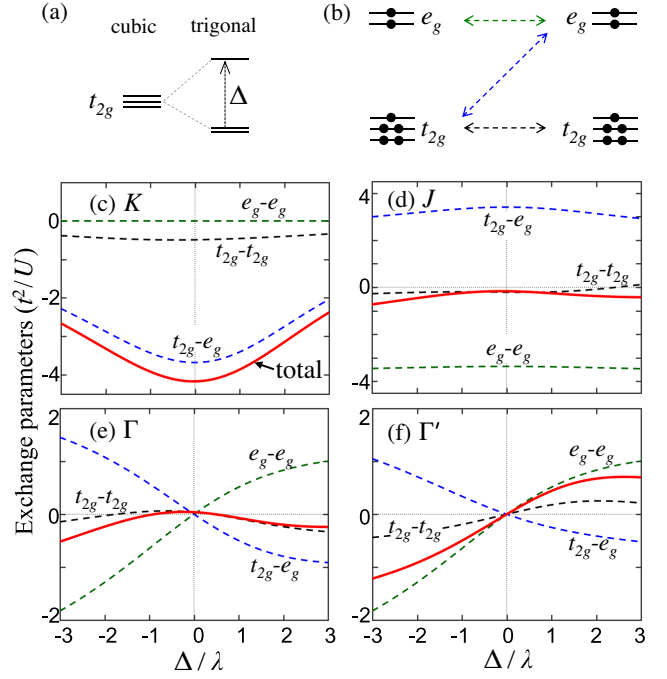 (a)
cubic trigonal
t2g
Δ
(b)
eg eg
t2g t2g
Exchange parameters (t²/U)
(c) K
eg–eg
t2g–t2g
t2g–eg
total
0
−2
−4
(d) J
t2g–eg
t2g–t2g
eg–eg
4
2
0
−2
−4
(e) Γ
eg–eg
t2g–t2g
t2g–eg
2
0
-2
−3 −2 −1 0 1 2 3
Δ / λ
(f) Γ′
eg–eg
t2g–t2g
t2g–eg
2
0
-2
−3 −2 −1 0 1 2 3
Δ / λ